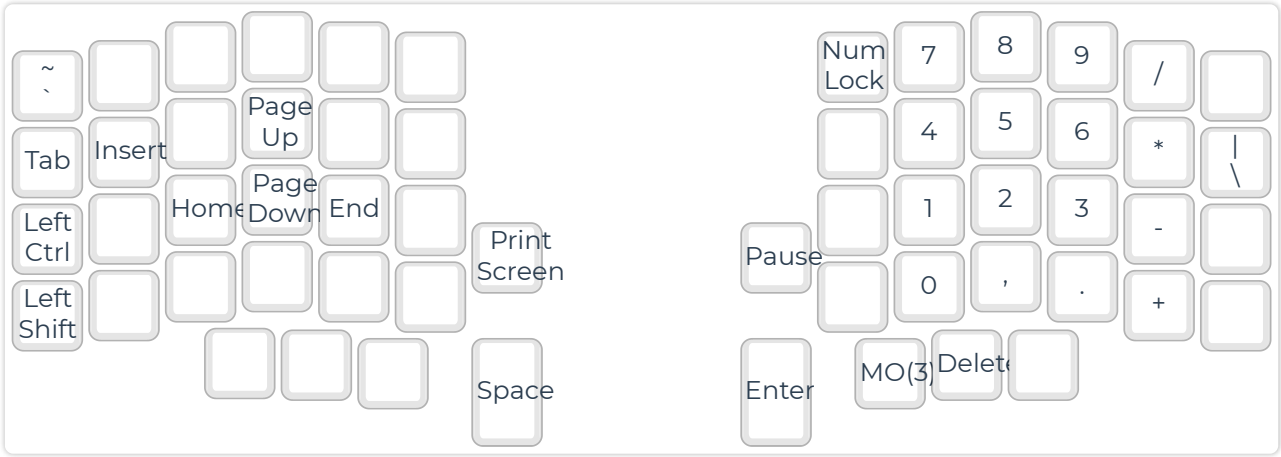 ~
`
Num
Lock
7
8
9
/
Tab
Insert
Page
Up
4
5
6
*
|
\
Left
Ctrl
Home
Page
Down
End
1
2
3
-
Print
Screen
Pause
Left
Shift
0
,
.
+
Space
Enter
MO(3)
Delete